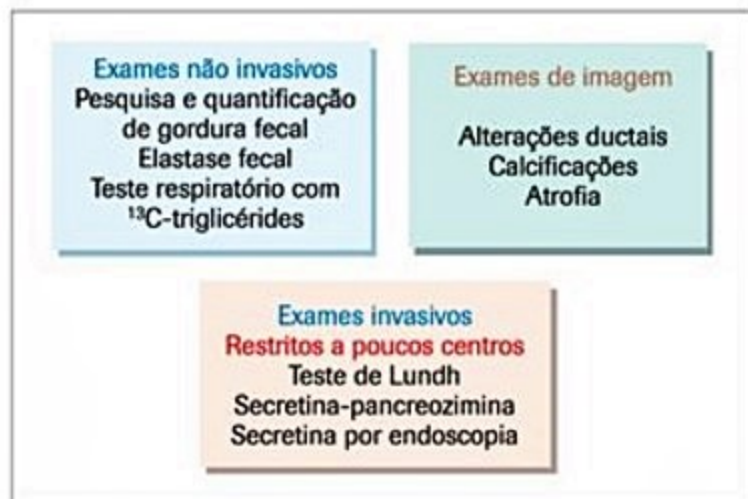 Exames não invasivos
Pesquisa e quantificação
de gordura fecal
Elastase fecal
Teste respiratório com
¹³C-triglicérides
Exames de imagem
Alterações ductais
Calcificações
Atrofia
Exames invasivos
Restritos a poucos centros
Teste de Lundh
Secretina-pancreozimina
Secretina por endoscopia